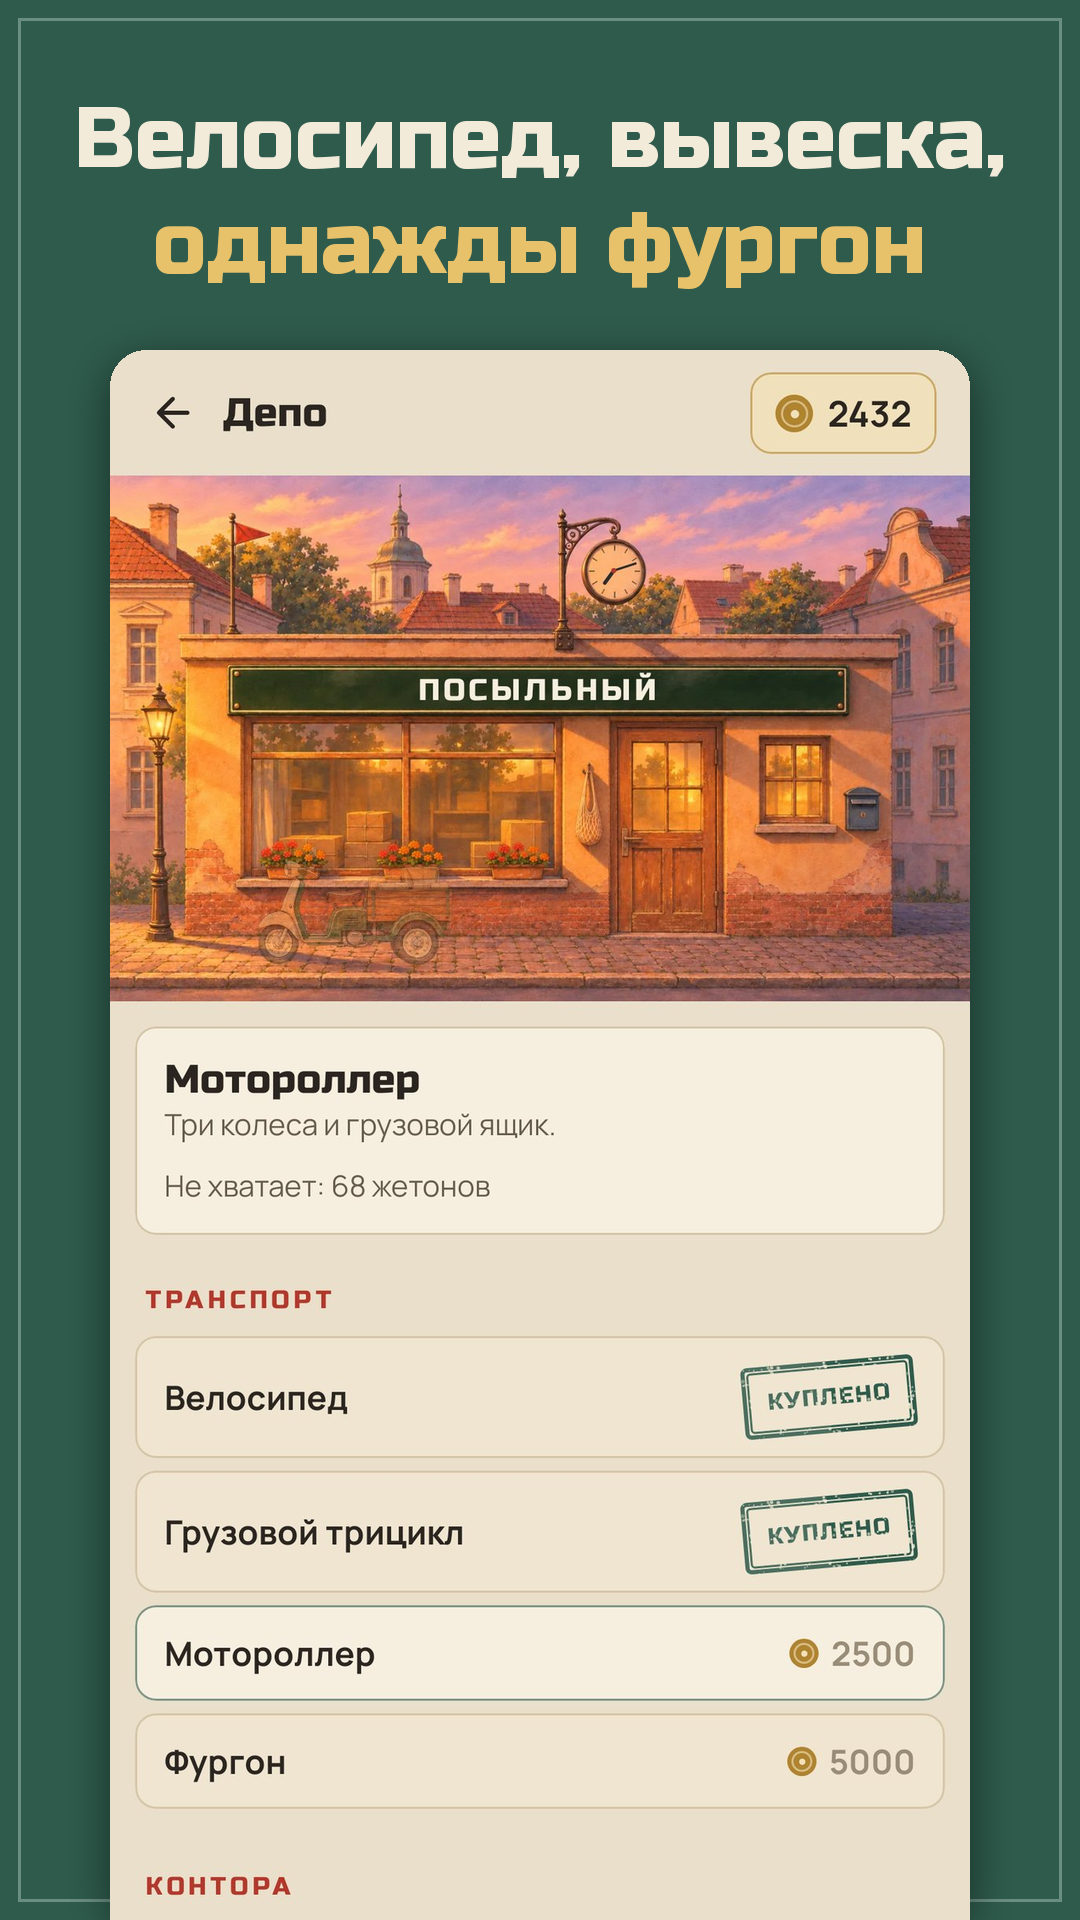 Велосипед, вывеска,
однажды фургон
Депо
2432
ПОСЫЛЬНЫЙ
Мотороллер
Три колеса и грузовой ящик.
Не хватает: 68 жетонов
ТРАНСПОРТ
Велосипед
КУПЛЕНО
Грузовой трицикл
КУПЛЕНО
Мотороллер
2500
Фургон
5000
КОНТОРА